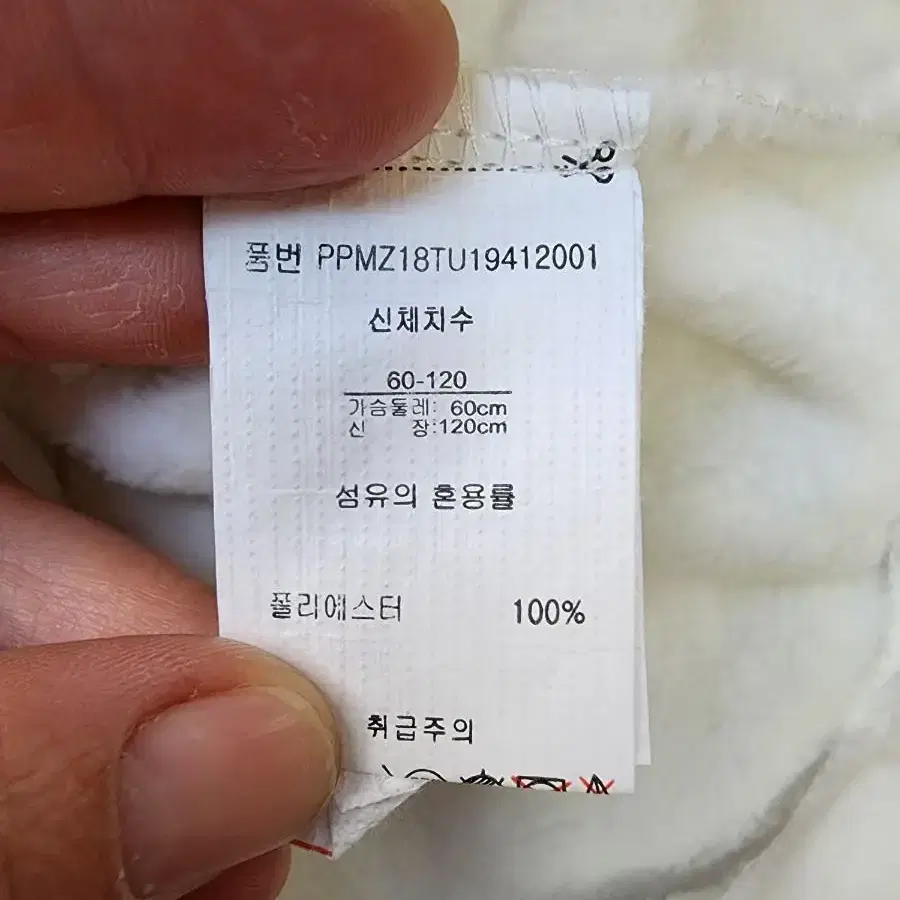 품번 PPMZ18TU19412001
신체치수
60-120
가슴둘레: 60cm
신 장:120cm
섬유의 혼용률
폴리에스터 100%
취급주의